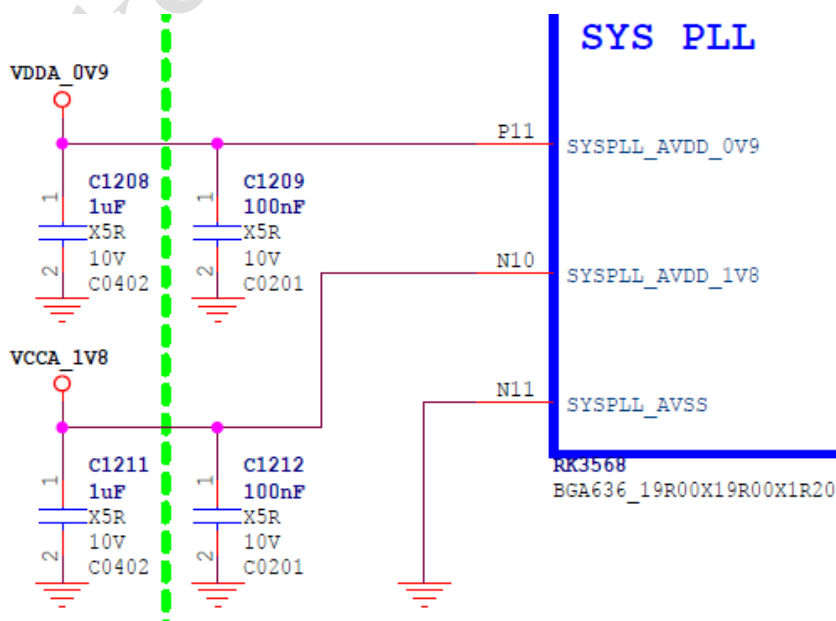 SYS PLL
VDDA_0V9
P11
SYSPLL_AVDD_0V9
1
C1208
1uF
X5R
10V
C0402
2
1
C1209
100nF
X5R
10V
C0201
2
N10
SYSPLL_AVDD_1V8
VCCA_1V8
N11
SYSPLL_AVSS
1
C1211
1uF
X5R
10V
C0402
2
1
C1212
100nF
X5R
10V
C0201
2
RK3568
BGA636_19R00X19R00X1R20